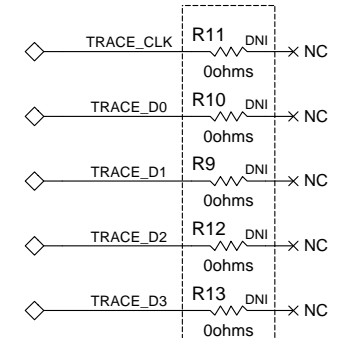 TRACE_CLK R11 DNI NC
0ohms
TRACE_D0 R10 DNI NC
0ohms
TRACE_D1 R9 DNI NC
0ohms
TRACE_D2 R12 DNI NC
0ohms
TRACE_D3 R13 DNI NC
0ohms